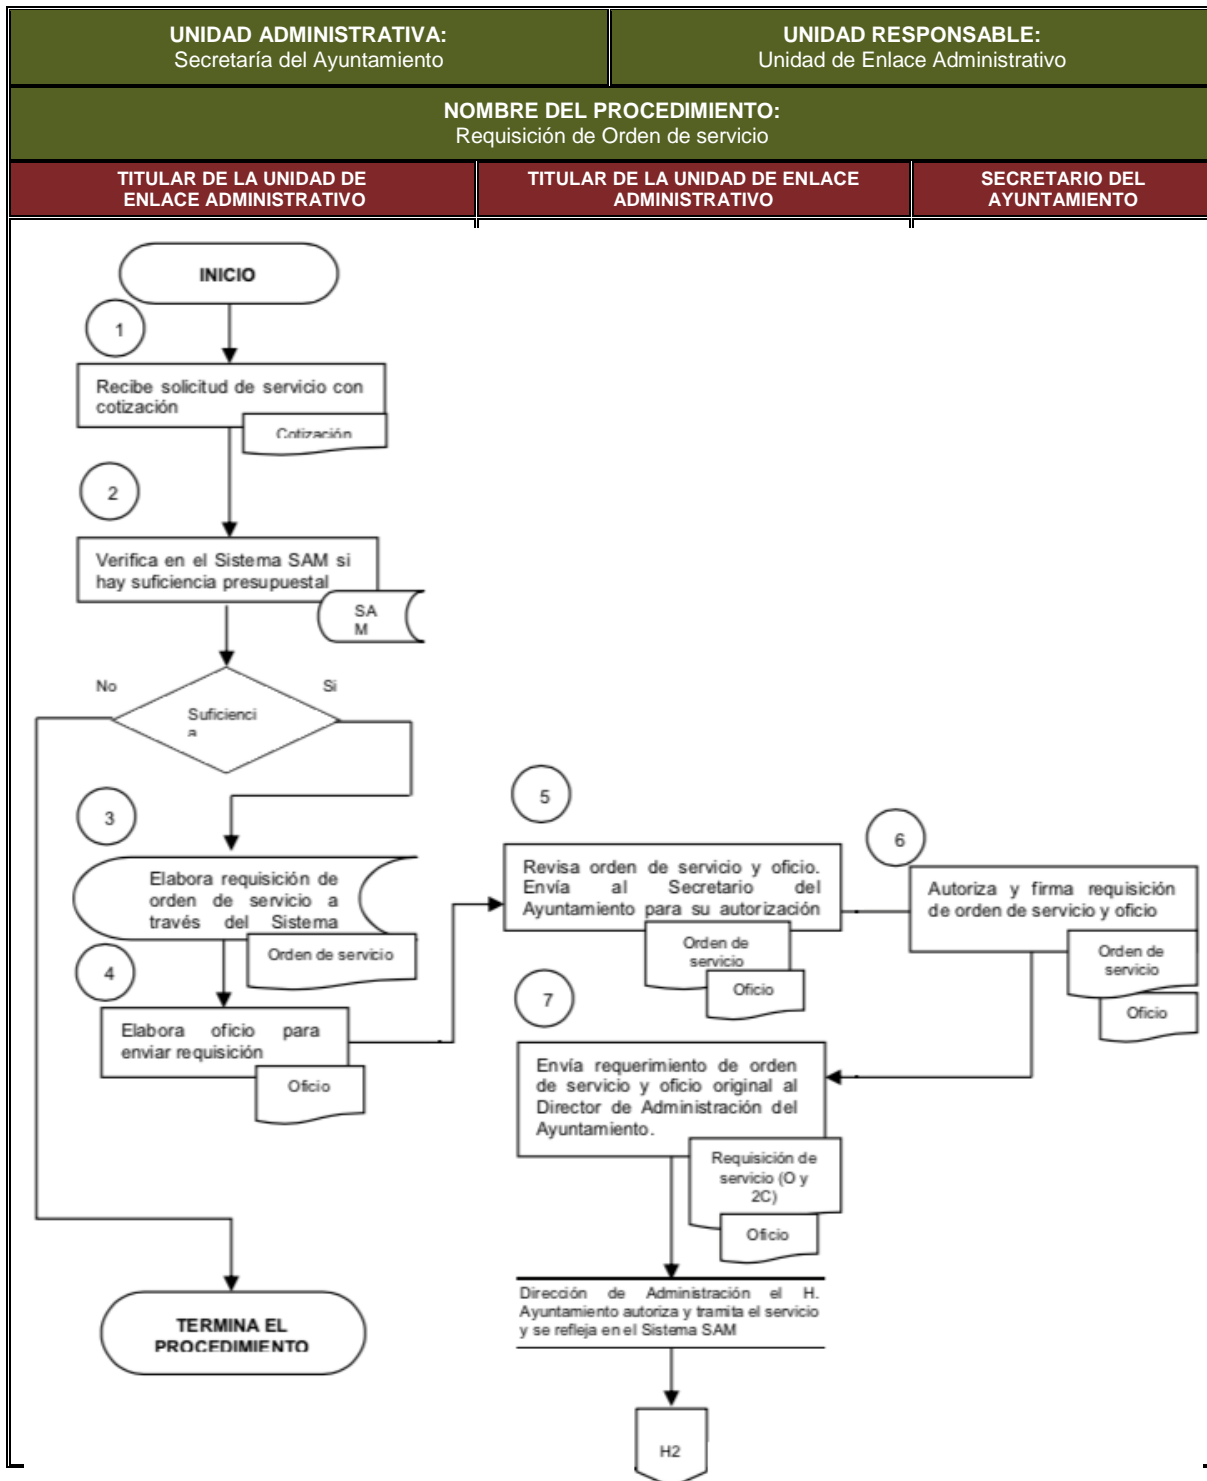 UNIDAD ADMINISTRATIVA:
Secretaría del Ayuntamiento
UNIDAD RESPONSABLE:
Unidad de Enlace Administrativo
NOMBRE DEL PROCEDIMIENTO:
Requisición de Orden de servicio
TITULAR DE LA UNIDAD DE
ENLACE ADMINISTRATIVO
TITULAR DE LA UNIDAD DE ENLACE
ADMINISTRATIVO
SECRETARIO DEL
AYUNTAMIENTO
INICIO
1
Recibe solicitud de servicio con
cotización
Cotización
2
Verifica en el Sistema SAM si
hay suficiencia presupuestal
SA
M
No
Si
Suficienci
a
3
Elabora requisición de
orden de servicio a
través del Sistema
Orden de servicio
4
Elabora oficio para
enviar requisición
Oficio
TERMINA EL
PROCEDIMIENTO
5
Revisa orden de servicio y oficio.
Envía al Secretario del
Ayuntamiento para su autorización
Orden de
servicio
Oficio
6
Autoriza y firma requisición
de orden de servicio y oficio
Orden de
servicio
Oficio
7
Envía requerimiento de orden
de servicio y oficio original al
Director de Administración del
Ayuntamiento.
Requisición de
servicio (O y
2C)
Oficio
Dirección de Administración el H.
Ayuntamiento autoriza y tramita el servicio
y se refleja en el Sistema SAM
H2